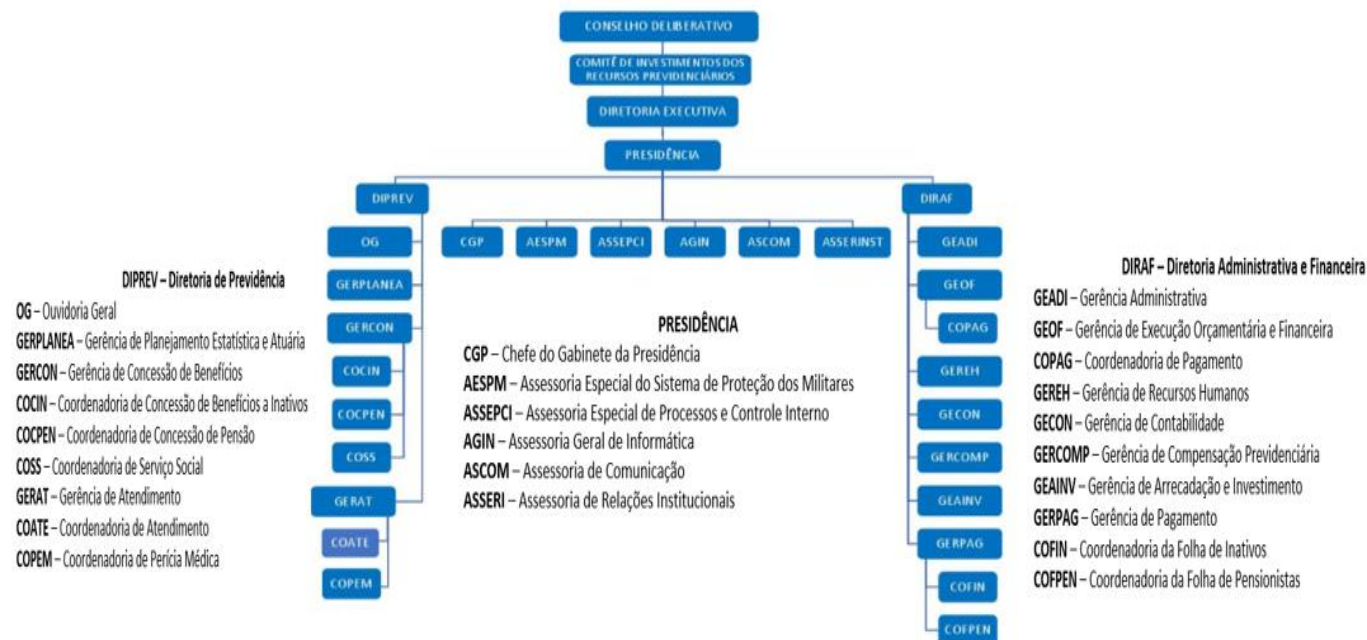 CONSELHO DELIBERATIVO
COMITÊ DE INVESTIMENTOS DOS
RECURSOS PREVIDENCIÁRIOS
DIRETORIA EXECUTIVA
PRESIDÊNCIA
DIPREV
DIRAF
OG
GERPLANEA
GERCON
COCIN
COCPEN
COSS
GERAT
COATE
COPEM
CGP
AESPM
ASSEPCI
AGIN
ASCOM
ASSERINST
GEADI
GEOF
COPAG
GEREH
GECON
GERCOMP
GEAINV
GERPAG
COFIN
COFPEN
DIPREV – Diretoria de Previdência
OG – Ouvidoria Geral
GERPLANEA – Gerência de Planejamento Estatística e Atuária
GERCON – Gerência de Concessão de Benefícios
COCIN – Coordenadoria de Concessão de Benefícios a Inativos
COCPEN – Coordenadoria de Concessão de Pensão
COSS – Coordenadoria de Serviço Social
GERAT – Gerência de Atendimento
COATE – Coordenadoria de Atendimento
COPEM – Coordenadoria de Perícia Médica
PRESIDÊNCIA
CGP – Chefe do Gabinete da Presidência
AESPM – Assessoria Especial do Sistema de Proteção dos Militares
ASSEPCI – Assessoria Especial de Processos e Controle Interno
AGIN – Assessoria Geral de Informática
ASCOM – Assessoria de Comunicação
ASSERI – Assessoria de Relações Institucionais
DIRAF – Diretoria Administrativa e Financeira
GEADI – Gerência Administrativa
GEOF – Gerência de Execução Orçamentária e Financeira
COPAG – Coordenadoria de Pagamento
GEREH – Gerência de Recursos Humanos
GECON – Gerência de Contabilidade
GERCOMP – Gerência de Compensação Previdenciária
GEAINV – Gerência de Arrecadação e Investimento
GERPAG – Gerência de Pagamento
COFIN – Coordenadoria da Folha de Inativos
COFPEN – Coordenadoria da Folha de Pensionistas